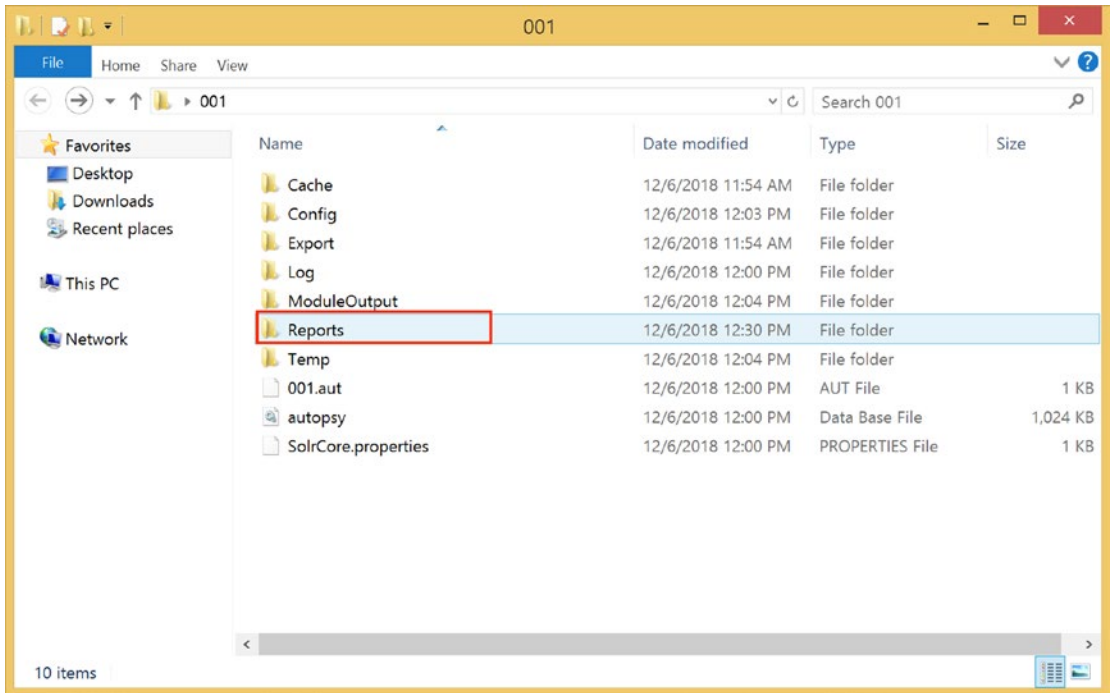 001
File Home Share View
001 Search 001
Favorites
Desktop
Downloads
Recent places
This PC
Network
Name Date modified Type Size
Cache 12/6/2018 11:54 AM File folder
Config 12/6/2018 12:03 PM File folder
Export 12/6/2018 11:54 AM File folder
Log 12/6/2018 12:00 PM File folder
ModuleOutput 12/6/2018 12:04 PM File folder
Reports 12/6/2018 12:30 PM File folder
Temp 12/6/2018 12:04 PM File folder
001.aut 12/6/2018 12:00 PM AUT File 1 KB
autopsy 12/6/2018 12:00 PM Data Base File 1,024 KB
SolrCore.properties 12/6/2018 12:00 PM PROPERTIES File 1 KB
10 items